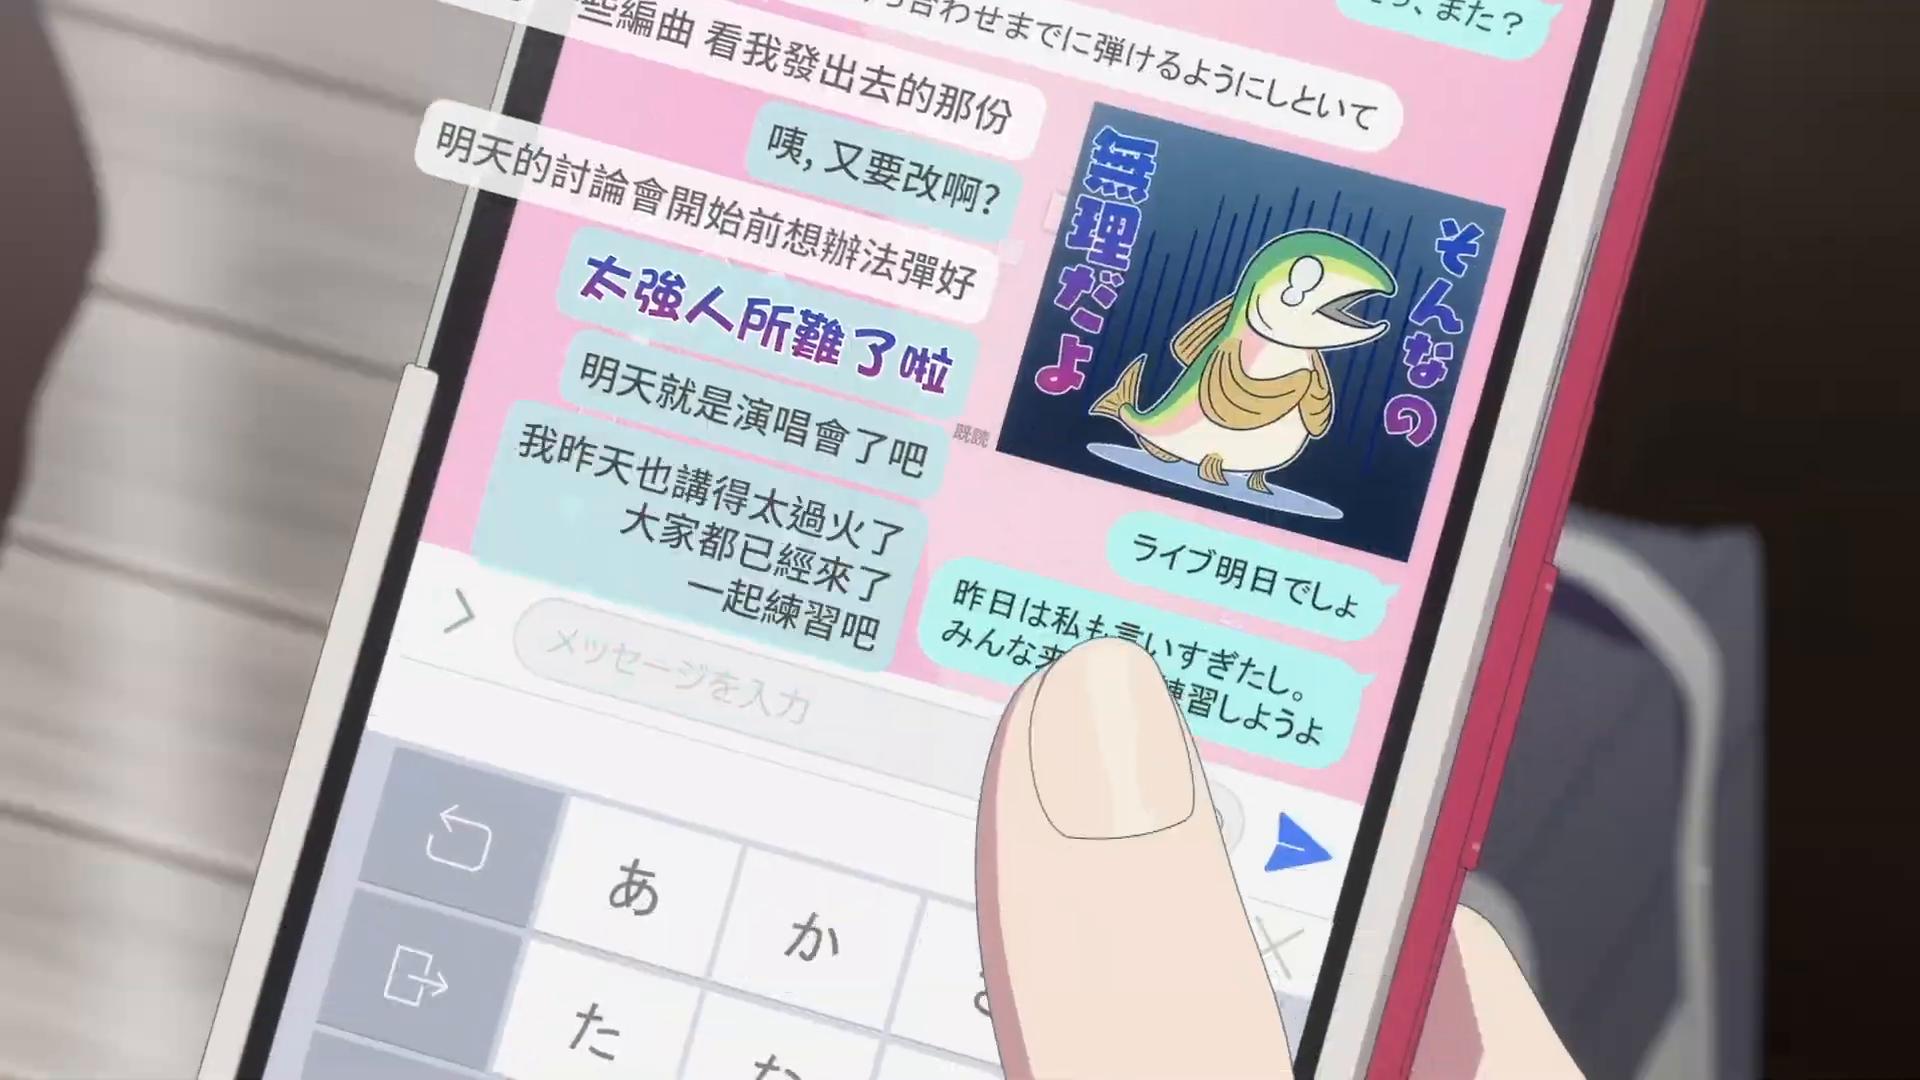 些編曲 看我發出去的那份
また？
合わせまでに弾けるようにしといて
咦, 又要改啊?
明天的討論會開始前想辦法彈好
そんなの
無理だよ
太強人所難了啦
既読
明天就是演唱會了吧
ライブ明日でしょ
我昨天也講得太過火了
大家都已經來了
一起練習吧
昨日は私も言いすぎたし。
みんな来
練習しようよ
メッセージを入力
あ
か
た
な